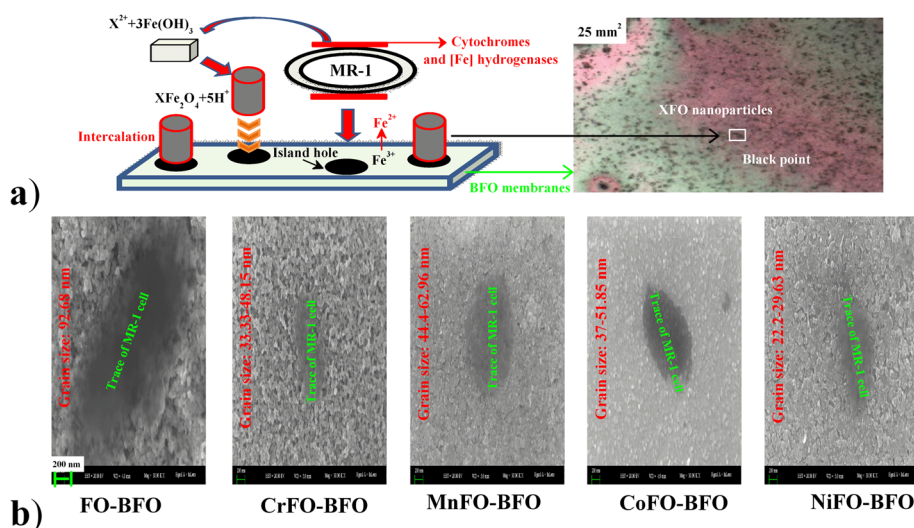 a)
X²⁺+3Fe(OH)₃
XFe₂O₄+5H⁺
Intercalation
MR-1
Cytochromes
and [Fe] hydrogenases
Fe²⁺
Fe³⁺
Island hole
BFO membranes
25 mm²
XFO nanoparticles
Black point
b)
Grain size: 92.68 nm
Trace of MR-1 cell
200 nm
FO-BFO
Grain size: 33.33-48.15 nm
Trace of MR-1 cell
CrFO-BFO
Grain size: 44.4-62.96 nm
Trace of MR-1 cell
MnFO-BFO
Grain size: 37-51.85 nm
Trace of MR-1 cell
CoFO-BFO
Grain size: 22.2-29.63 nm
Trace of MR-1 cell
NiFO-BFO